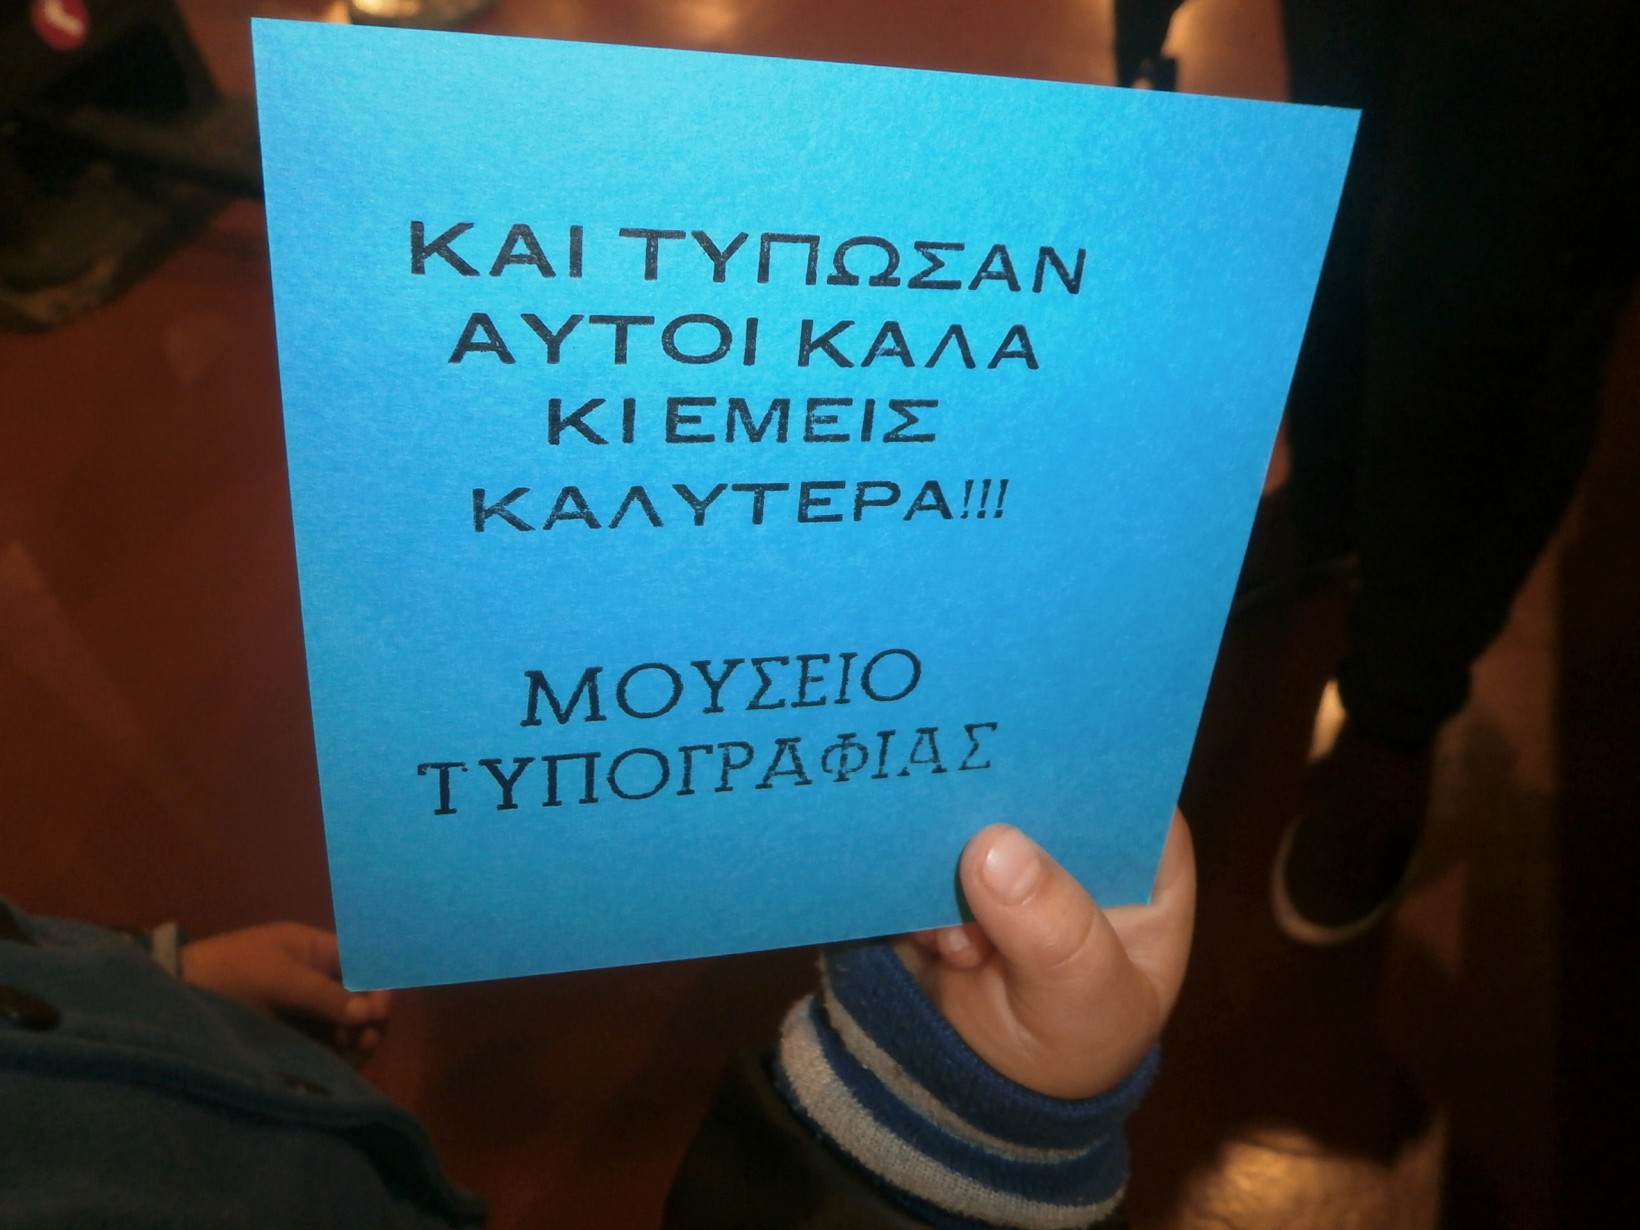 ΚΑΙ ΤΥΠΩΣΑΝ
ΑΥΤΟΙ ΚΑΛΑ
ΚΙ ΕΜΕΙΣ
ΚΑΛΥΤΕΡΑ!!!
ΜΟΥΣΕΙΟ
ΤΥΠΟΓΡΑΦΙΑΣ